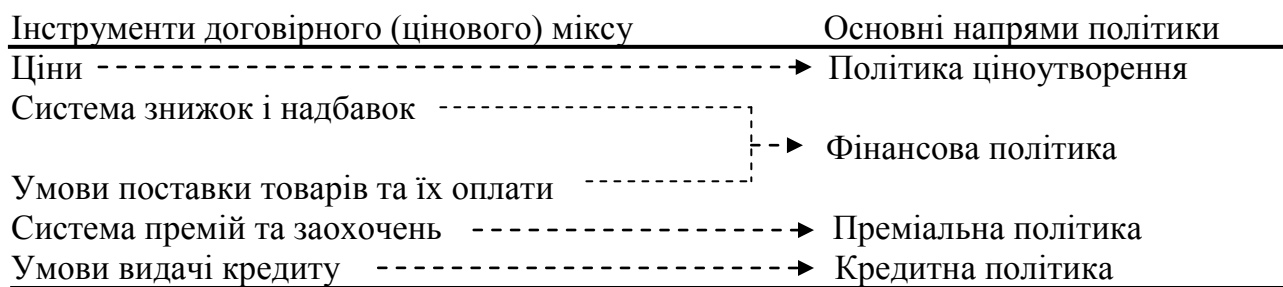 Інструменти договірного (цінового) міксу Основні напрями політики
Ціни Політика ціноутворення
Система знижок і надбавок
Фінансова політика
Умови поставки товарів та їх оплати
Система премій та заохочень Преміальна політика
Умови видачі кредиту Кредитна політика